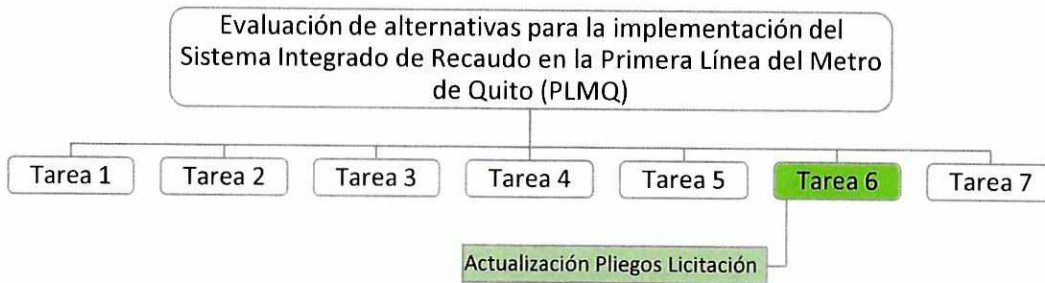 Evaluación de alternativas para la implementación del
Sistema Integrado de Recaudo en la Primera Línea del Metro
de Quito (PLMQ)
Tarea 1
Tarea 2
Tarea 3
Tarea 4
Tarea 5
Tarea 6
Tarea 7
Actualización Pliegos Licitación